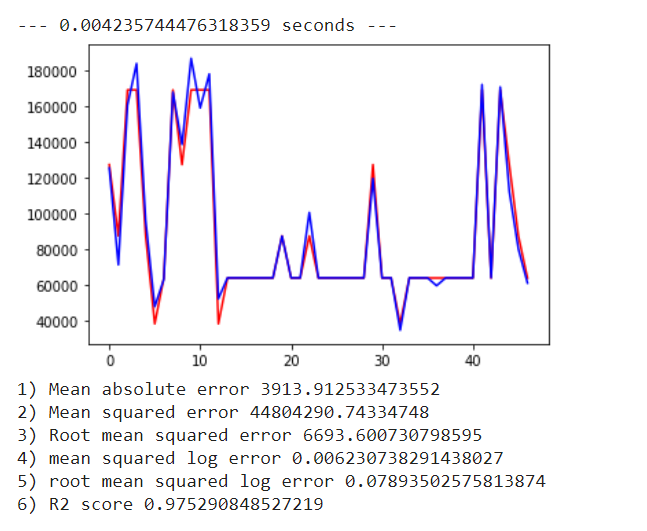 --- 0.004235744476318359 seconds ---
180000
160000
140000
120000
100000
80000
60000
40000
0 10 20 30 40
1) Mean absolute error 3913.912533473552
2) Mean squared error 44804290.74334748
3) Root mean squared error 6693.600730798595
4) mean squared log error 0.006230738291438027
5) root mean squared log error 0.07893502575813874
6) R2 score 0.975290848527219